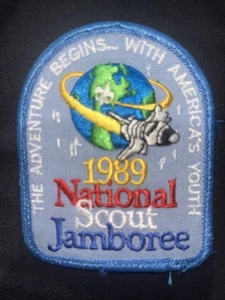 THE ADVENTURE BEGINS... WITH AMERICA'S YOUTH
1989
National
Scout
Jamboree